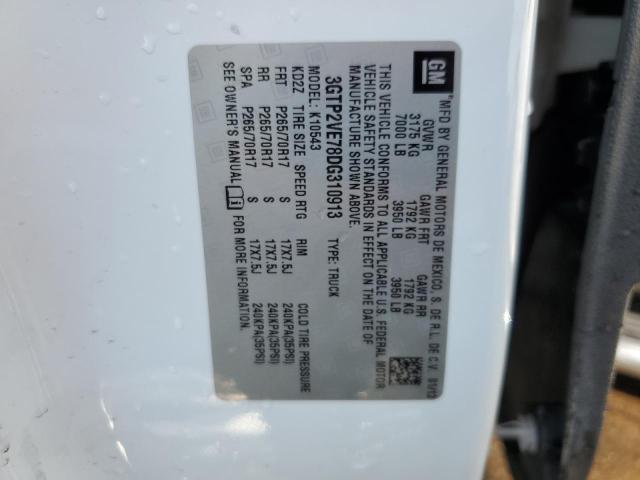 GM
*MFD BY GENERAL MOTORS DE MEXICO, S. DE R.L. DE C.V.
GVWR GAWR FRT GAWR RR
3175 KG 1792 KG 1792 KG
7000 LB 3950 LB 3950 LB
THIS VEHICLE CONFORMS TO ALL APPLICABLE U.S. FEDERAL MOTOR
VEHICLE SAFETY STANDARDS IN EFFECT ON THE DATE OF
MANUFACTURE SHOWN ABOVE.
3GTP2VE78DG310913 TYPE: TRUCK
MODEL: K10543
KD2Z TIRE SIZE SPEED RTG RIM COLD TIRE PRESSURE
FRT P265/70R17 S 17X7.5J 240KPA(35PSI)
RR P265/70R17 S 17X7.5J 240KPA(35PSI)
SPA P265/70R17 S 17X7.5J 240KPA(35PSI)
SEE OWNER'S MANUAL FOR MORE INFORMATION.